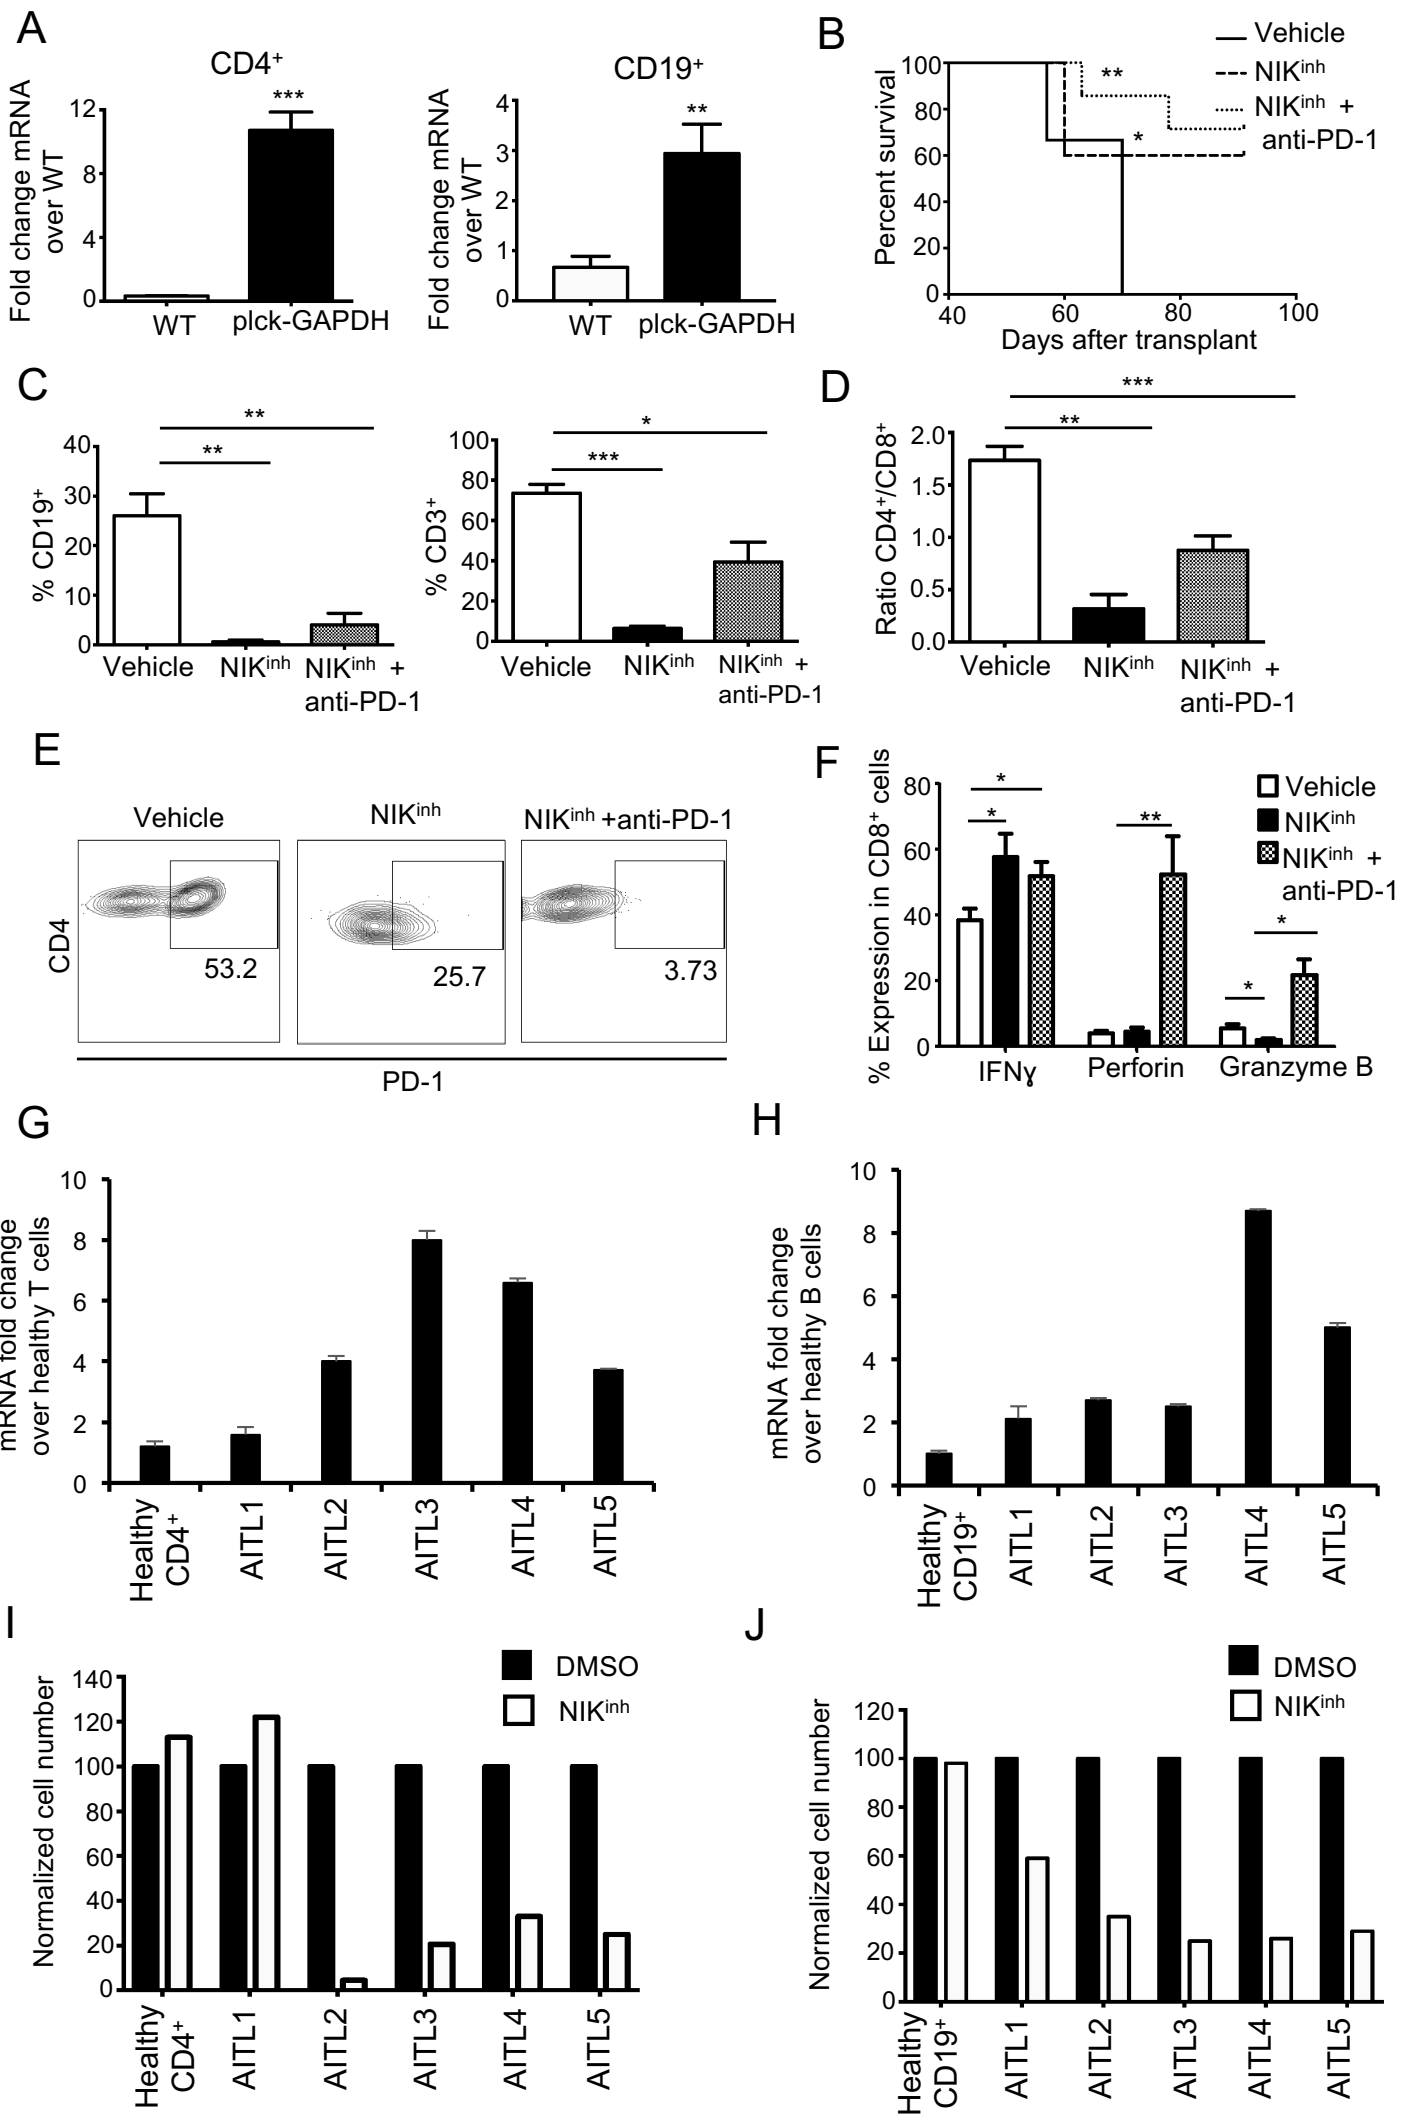 A
CD4+
Fold change mRNA
over WT
12
8
4
0
***
WT
plck-GAPDH
CD19+
Fold change mRNA
over WT
4
3
2
1
0
**
WT
plck-GAPDH
B
Percent survival
100
80
60
40
20
0
**
*
Vehicle
NIKinh
NIKinh +
anti-PD-1
40
60
80
100
Days after transplant
C
% CD19+
40
30
20
10
0
**
**
Vehicle
NIKinh
NIKinh +
anti-PD-1
% CD3+
100
80
60
40
20
0
*
***
Vehicle
NIKinh
NIKinh +
anti-PD-1
D
Ratio CD4+/CD8+
2.0
1.5
1.0
0.5
0.0
***
**
Vehicle
NIKinh
NIKinh +
anti-PD-1
E
Vehicle
NIKinh
NIKinh +anti-PD-1
CD4
53.2
25.7
3.73
PD-1
F
% Expression in CD8+ cells
80
60
40
20
0
*
*
**
*
*
Vehicle
NIKinh
NIKinh +
anti-PD-1
IFNɣ
Perforin
Granzyme B
G
mRNA fold change
over healthy T cells
10
8
6
4
2
0
Healthy
CD4+
AITL1
AITL2
AITL3
AITL4
AITL5
H
mRNA fold change
over healthy B cells
10
8
6
4
2
0
Healthy
CD19+
AITL1
AITL2
AITL3
AITL4
AITL5
I
Normalized cell number
140
120
100
80
60
40
20
0
DMSO
NIKinh
Healthy
CD4+
AITL1
AITL2
AITL3
AITL4
AITL5
J
Normalized cell number
120
100
80
60
40
20
0
DMSO
NIKinh
Healthy
CD19+
AITL1
AITL2
AITL3
AITL4
AITL5